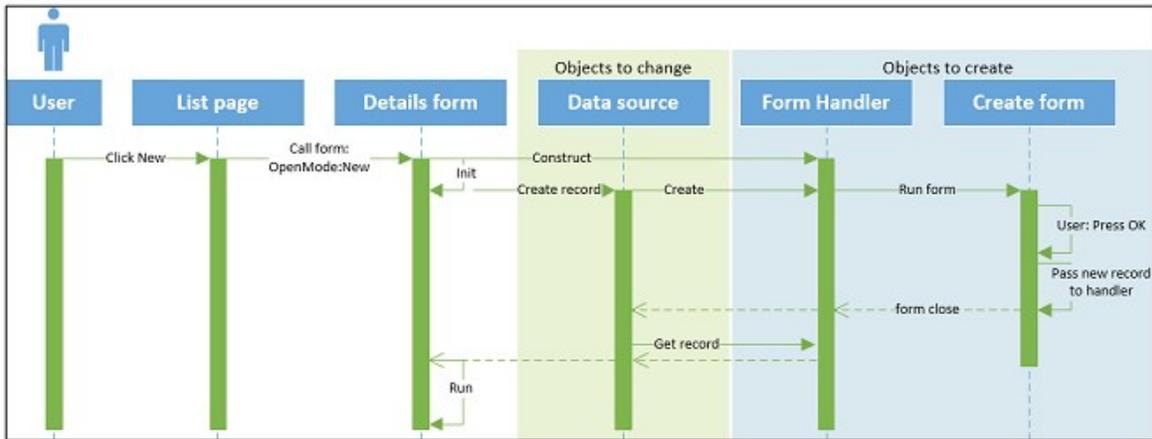 Objects to change
Objects to create
User
List page
Details form
Data source
Form Handler
Create form
Click New
Call form:
OpenMode:New
Construct
Init
Create record
Create
Run form
User: Press OK
Pass new record
to handler
form close
Get record
Run